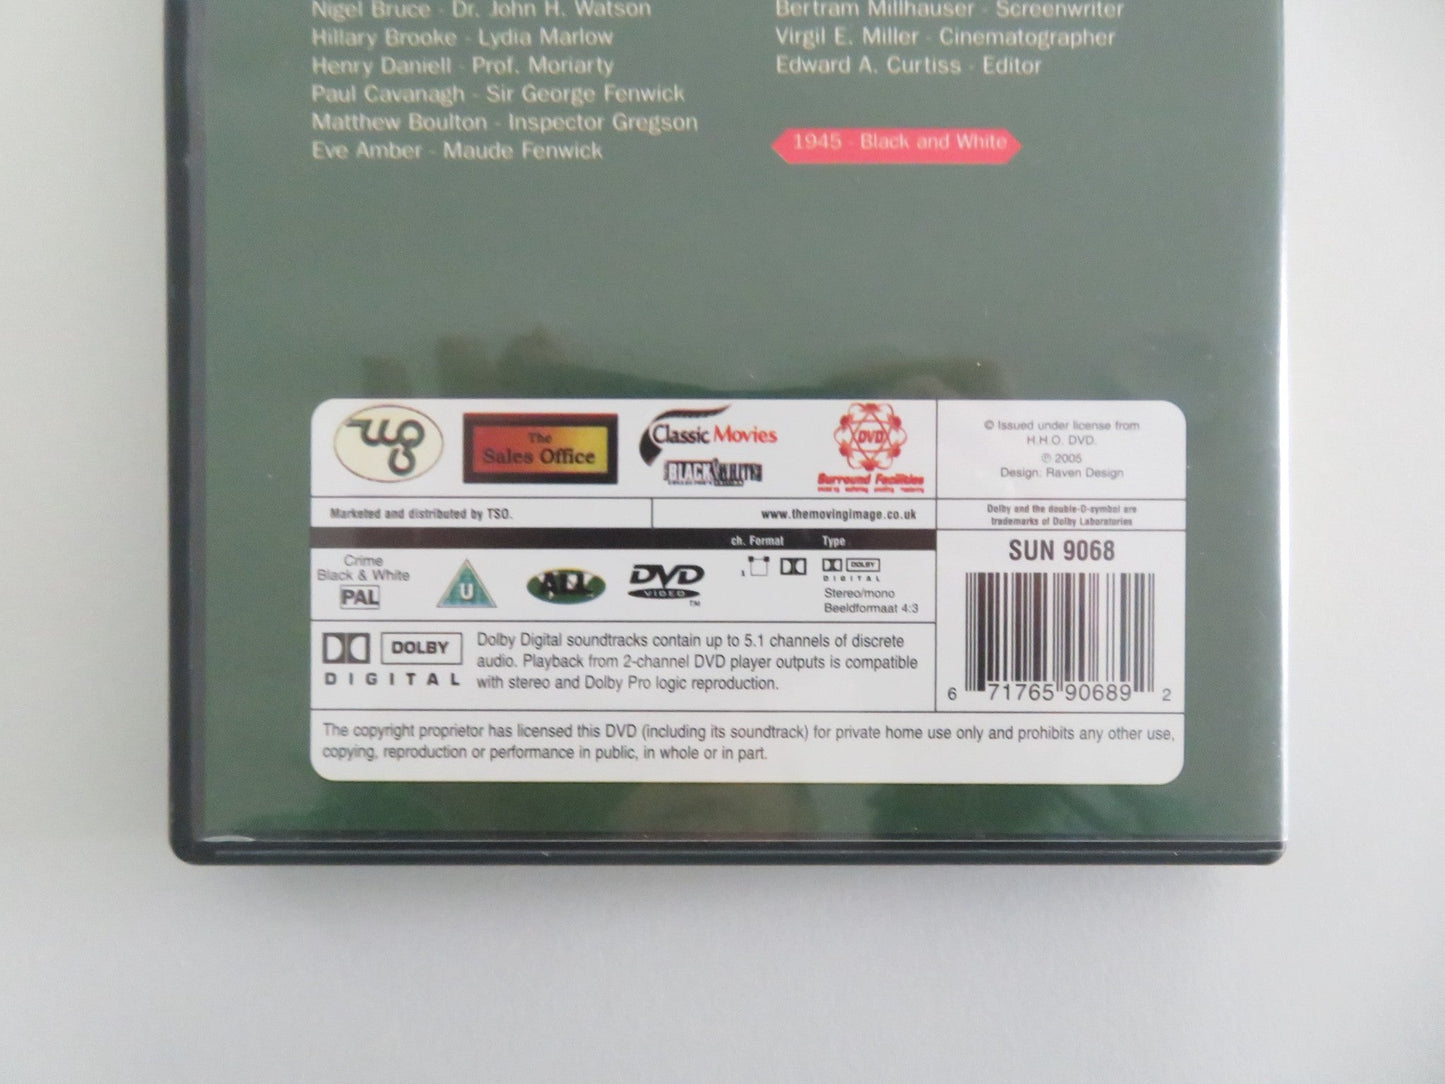 Nigel Bruce - Dr. John H. Watson
Hillary Brooke - Lydia Marlow
Henry Daniell - Prof. Moriarty
Paul Cavanagh - Sir George Fenwick
Matthew Boulton - Inspector Gregson
Eve Amber - Maude Fenwick
Bertram Millhauser - Screenwriter
Virgil E. Miller - Cinematographer
Edward A. Curtiss - Editor
1945 - Black and White
The
Sales Office
Classic Movies
BLACK & WHITE
DVD
Surround Facilities
© Issued under license from
H.H.O. DVD.
℗ 2005
Design: Raven Design
Marketed and distributed by TSO.
www.themovingimage.co.uk
Dolby and the double-D-symbol are
trademarks of Dolby Laboratories
ch. Format
Type
SUN 9068
Crime
Black & White
PAL
U
ALL
DVD
VIDEO
TM
1
DOLBY
DIGITAL
Stereo/mono
Beeldformaat 4:3
DOLBY
DIGITAL
Dolby Digital soundtracks contain up to 5.1 channels of discrete
audio. Playback from 2-channel DVD player outputs is compatible
with stereo and Dolby Pro logic reproduction.
6 71765 90689 2
The copyright proprietor has licensed this DVD (including its soundtrack) for private home use only and prohibits any other use,
copying, reproduction or performance in public, in whole or in part.